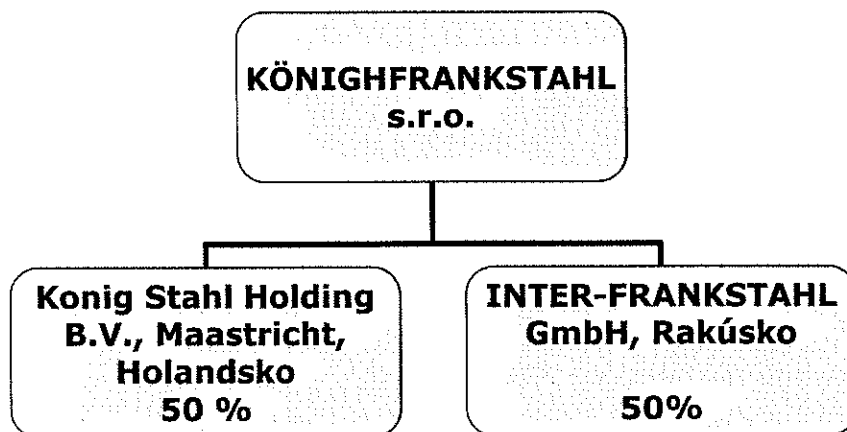 KÖNIGHFRANKSTAHL
s.r.o.
Konig Stahl Holding
B.V., Maastricht,
Holandsko
50 %
INTER-FRANKSTAHL
GmbH, Rakúsko
50%